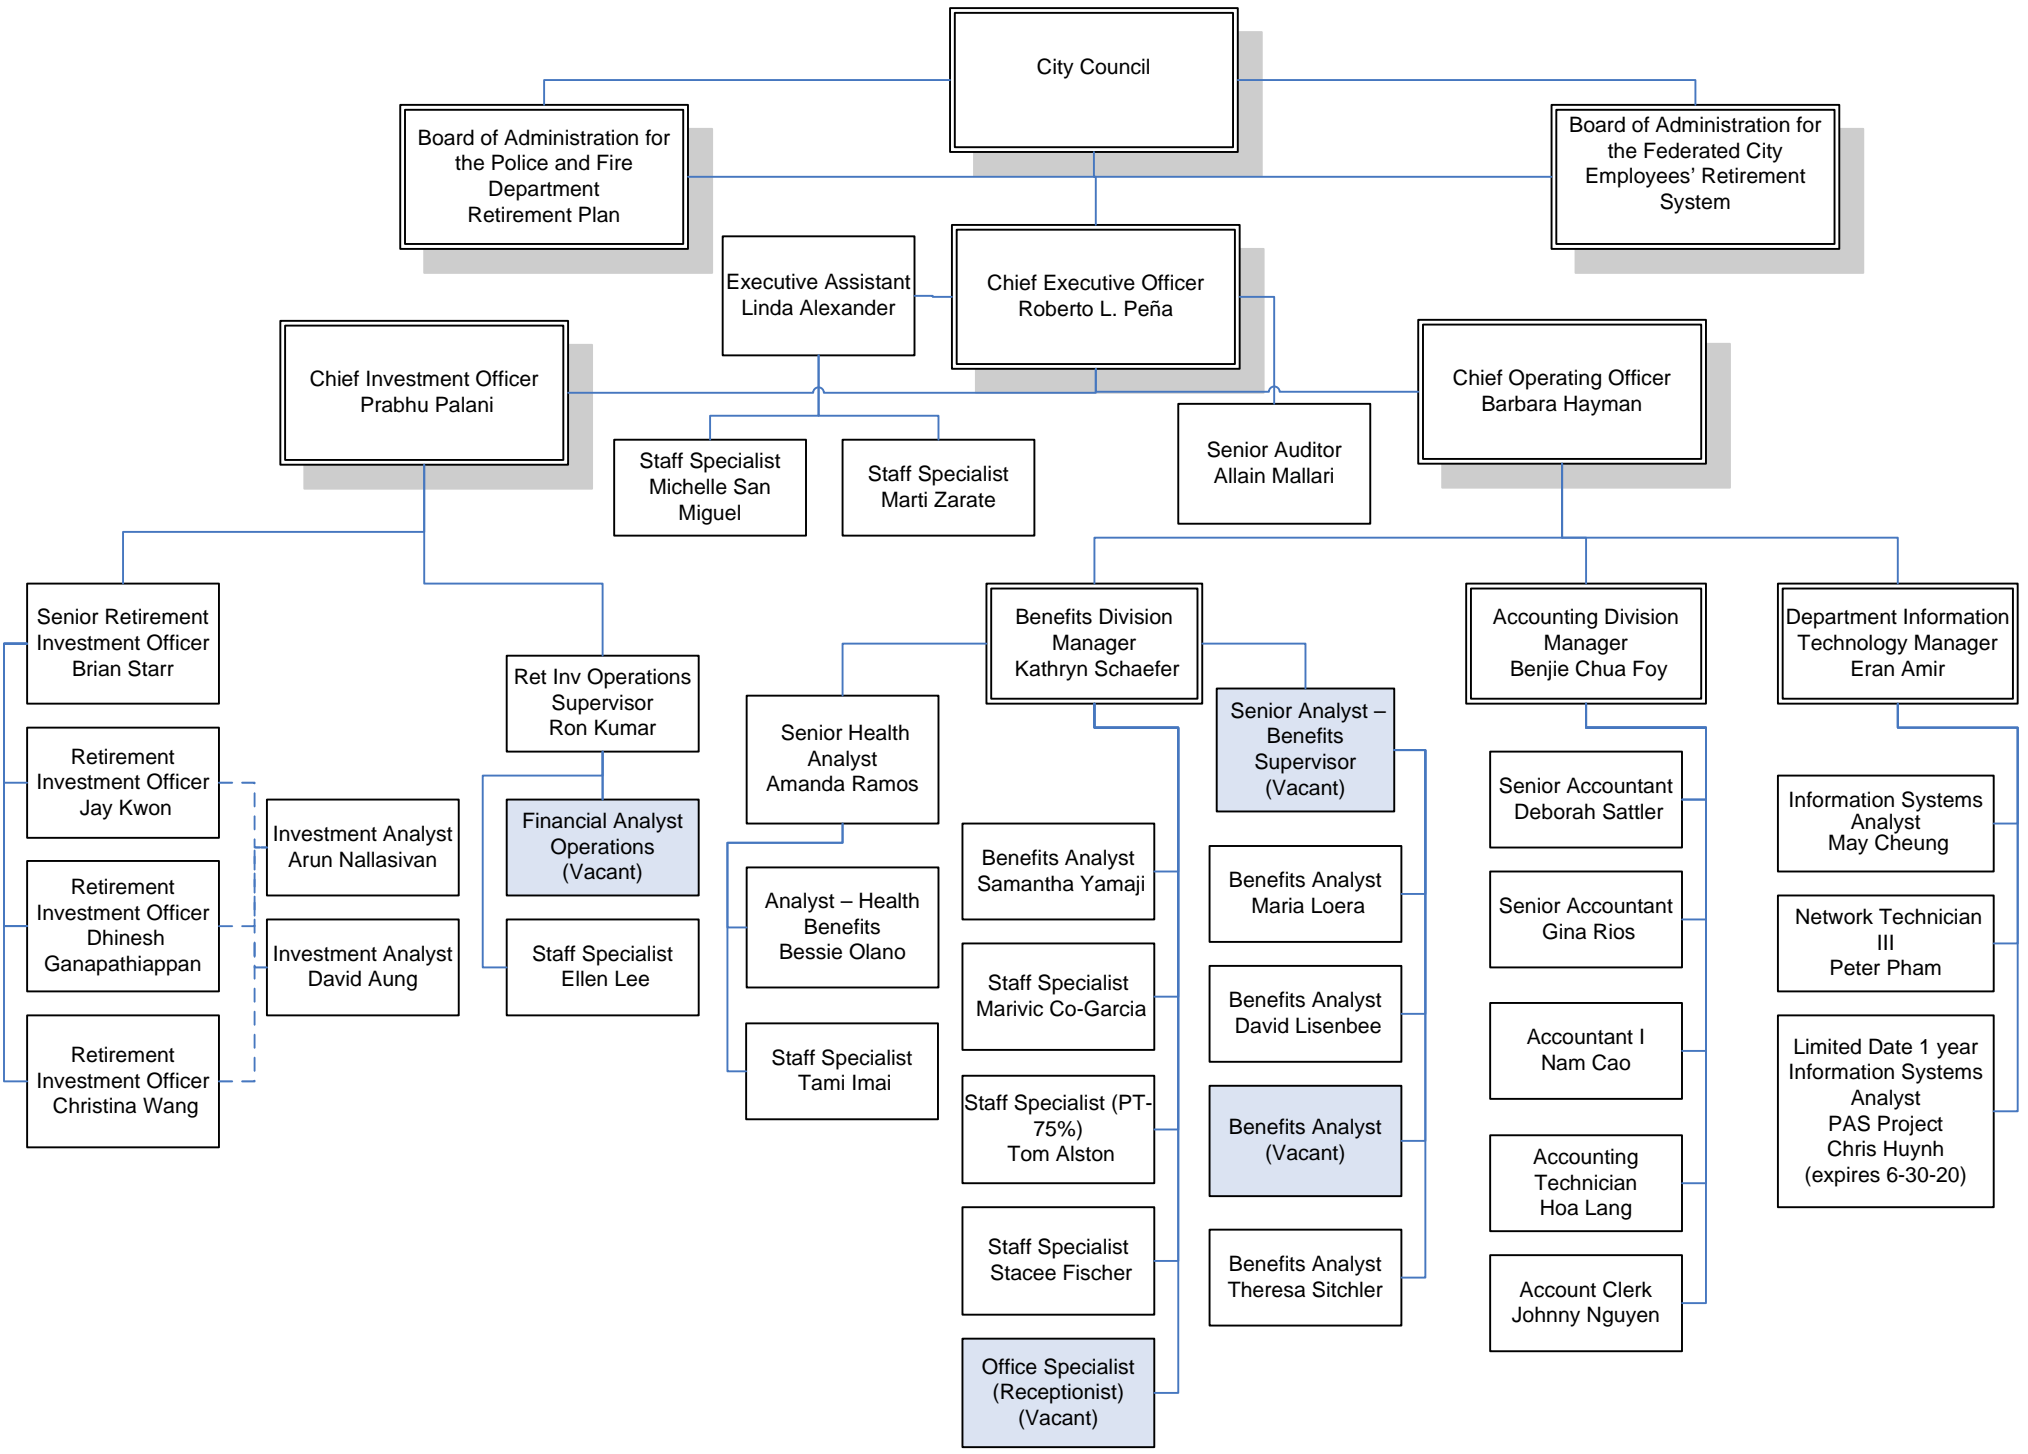 City Council
Board of Administration for
the Police and Fire
Department
Retirement Plan
Board of Administration for
the Federated City
Employees’ Retirement
System
Executive Assistant
Linda Alexander
Chief Executive Officer
Roberto L. Peña
Chief Investment Officer
Prabhu Palani
Chief Operating Officer
Barbara Hayman
Staff Specialist
Michelle San
Miguel
Staff Specialist
Marti Zarate
Senior Auditor
Allain Mallari
Senior Retirement
Investment Officer
Brian Starr
Retirement
Investment Officer
Jay Kwon
Retirement
Investment Officer
Dhinesh
Ganapathiappan
Retirement
Investment Officer
Christina Wang
Investment Analyst
Arun Nallasivan
Investment Analyst
David Aung
Ret Inv Operations
Supervisor
Ron Kumar
Financial Analyst
Operations
(Vacant)
Staff Specialist
Ellen Lee
Benefits Division
Manager
Kathryn Schaefer
Senior Health
Analyst
Amanda Ramos
Analyst – Health
Benefits
Bessie Olano
Staff Specialist
Tami Imai
Benefits Analyst
Samantha Yamaji
Staff Specialist
Marivic Co-Garcia
Staff Specialist (PT-
75%)
Tom Alston
Staff Specialist
Stacee Fischer
Office Specialist
(Receptionist)
(Vacant)
Senior Analyst –
Benefits
Supervisor
(Vacant)
Benefits Analyst
Maria Loera
Benefits Analyst
David Lisenbee
Benefits Analyst
(Vacant)
Benefits Analyst
Theresa Sitchler
Accounting Division
Manager
Benjie Chua Foy
Senior Accountant
Deborah Sattler
Senior Accountant
Gina Rios
Accountant I
Nam Cao
Accounting
Technician
Hoa Lang
Account Clerk
Johnny Nguyen
Department Information
Technology Manager
Eran Amir
Information Systems
Analyst
May Cheung
Network Technician
III
Peter Pham
Limited Date 1 year
Information Systems
Analyst
PAS Project
Chris Huynh
(expires 6-30-20)